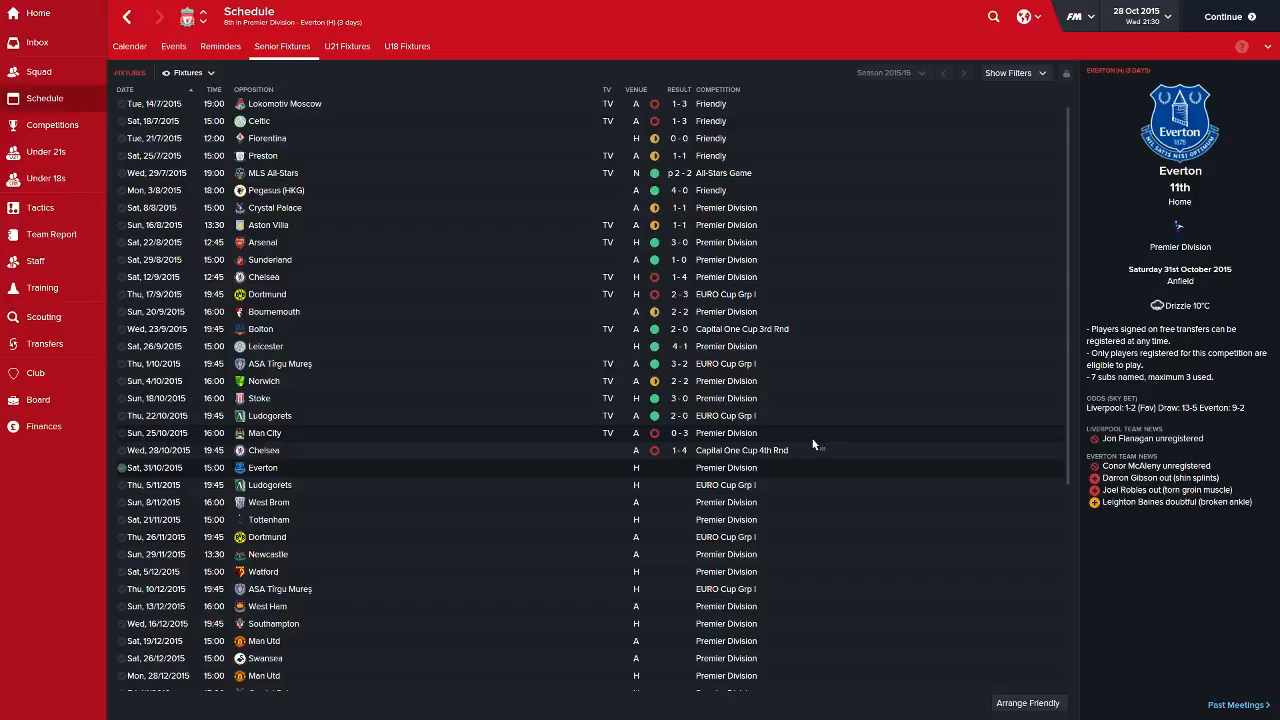 Home
Inbox
Squad
Schedule
Competitions
Under 21s
Under 18s
Tactics
Team Report
Staff
Training
Scouting
Transfers
Club
Board
Finances
Schedule
8th in Premier Division - Everton (H) (3 days)
FM
28 Oct 2015
Wed 21:30
Continue
Calendar Events Reminders Senior Fixtures U21 Fixtures U18 Fixtures
?
FIXTURES Fixtures Season 2015/16 Show Filters
DATE TIME OPPOSITION TV VENUE RESULT COMPETITION
Tue, 14/7/2015 19:00 Lokomotiv Moscow TV A 1 - 3 Friendly
Sat, 18/7/2015 15:00 Celtic TV A 1 - 3 Friendly
Tue, 21/7/2015 12:00 Fiorentina H 0 - 0 Friendly
Sat, 25/7/2015 15:00 Preston TV A 1 - 1 Friendly
Wed, 29/7/2015 19:00 MLS All-Stars TV N p 2 - 2 All-Stars Game
Mon, 3/8/2015 18:00 Pegasus (HKG) A 4 - 0 Friendly
Sat, 8/8/2015 15:00 Crystal Palace A 1 - 1 Premier Division
Sun, 16/8/2015 13:30 Aston Villa TV A 1 - 1 Premier Division
Sat, 22/8/2015 12:45 Arsenal TV H 3 - 0 Premier Division
Sat, 29/8/2015 15:00 Sunderland A 1 - 0 Premier Division
Sat, 12/9/2015 12:45 Chelsea TV H 1 - 4 Premier Division
Thu, 17/9/2015 19:45 Dortmund TV H 2 - 3 EURO Cup Grp I
Sun, 20/9/2015 16:00 Bournemouth A 2 - 2 Premier Division
Wed, 23/9/2015 19:45 Bolton TV A 2 - 0 Capital One Cup 3rd Rnd
Sat, 26/9/2015 15:00 Leicester H 4 - 1 Premier Division
Thu, 1/10/2015 19:45 ASA Tîrgu Mureș TV A 3 - 2 EURO Cup Grp I
Sun, 4/10/2015 16:00 Norwich TV A 2 - 2 Premier Division
Sun, 18/10/2015 16:00 Stoke TV H 3 - 0 Premier Division
Thu, 22/10/2015 19:45 Ludogorets TV A 2 - 0 EURO Cup Grp I
Sun, 25/10/2015 16:00 Man City TV A 0 - 3 Premier Division
Wed, 28/10/2015 19:45 Chelsea A 1 - 4 Capital One Cup 4th Rnd
Sat, 31/10/2015 15:00 Everton H Premier Division
Thu, 5/11/2015 19:45 Ludogorets H EURO Cup Grp I
Sun, 8/11/2015 16:00 West Brom A Premier Division
Sat, 21/11/2015 15:00 Tottenham H Premier Division
Thu, 26/11/2015 19:45 Dortmund A EURO Cup Grp I
Sun, 29/11/2015 13:30 Newcastle A Premier Division
Sat, 5/12/2015 15:00 Watford H Premier Division
Thu, 10/12/2015 19:45 ASA Tîrgu Mureș H EURO Cup Grp I
Sun, 13/12/2015 16:00 West Ham A Premier Division
Wed, 16/12/2015 19:45 Southampton H Premier Division
Sat, 19/12/2015 15:00 Man Utd A Premier Division
Sat, 26/12/2015 15:00 Swansea A Premier Division
Mon, 28/12/2015 15:00 Man Utd H Premier Division
Arrange Friendly
EVERTON (H) (3 DAYS)
Everton
1878
NIL SATIS NISI OPTIMUM
Everton
11th
Home
Premier Division
Saturday 31st October 2015
Anfield
Drizzle 10°C
- Players signed on free transfers can be
registered at any time.
- Only players registered for this competition are
eligible to play.
- 7 subs named, maximum 3 used.
ODDS (SKY BET)
Liverpool: 1-2 (Fav) Draw: 13-5 Everton: 9-2
LIVERPOOL TEAM NEWS
Jon Flanagan unregistered
EVERTON TEAM NEWS
Conor McAleny unregistered
Darron Gibson out (shin splints)
Joel Robles out (torn groin muscle)
Leighton Baines doubtful (broken ankle)
Past Meetings >